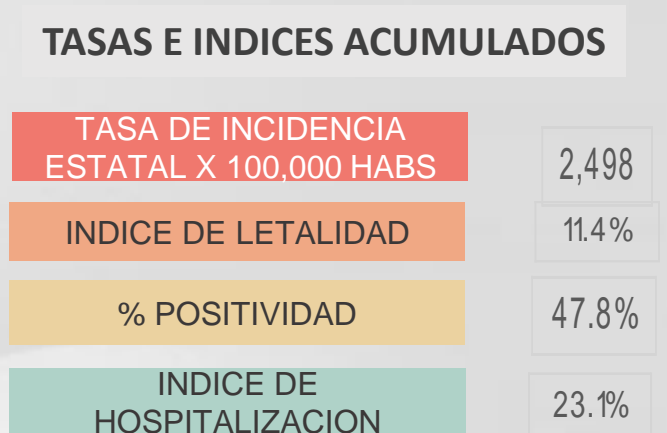 TASAS E INDICES ACUMULADOS
TASA DE INCIDENCIA
ESTATAL X 100,000 HABS
2,498
INDICE DE LETALIDAD
11.4%
% POSITIVIDAD
47.8%
INDICE DE
HOSPITALIZACION
23.1%